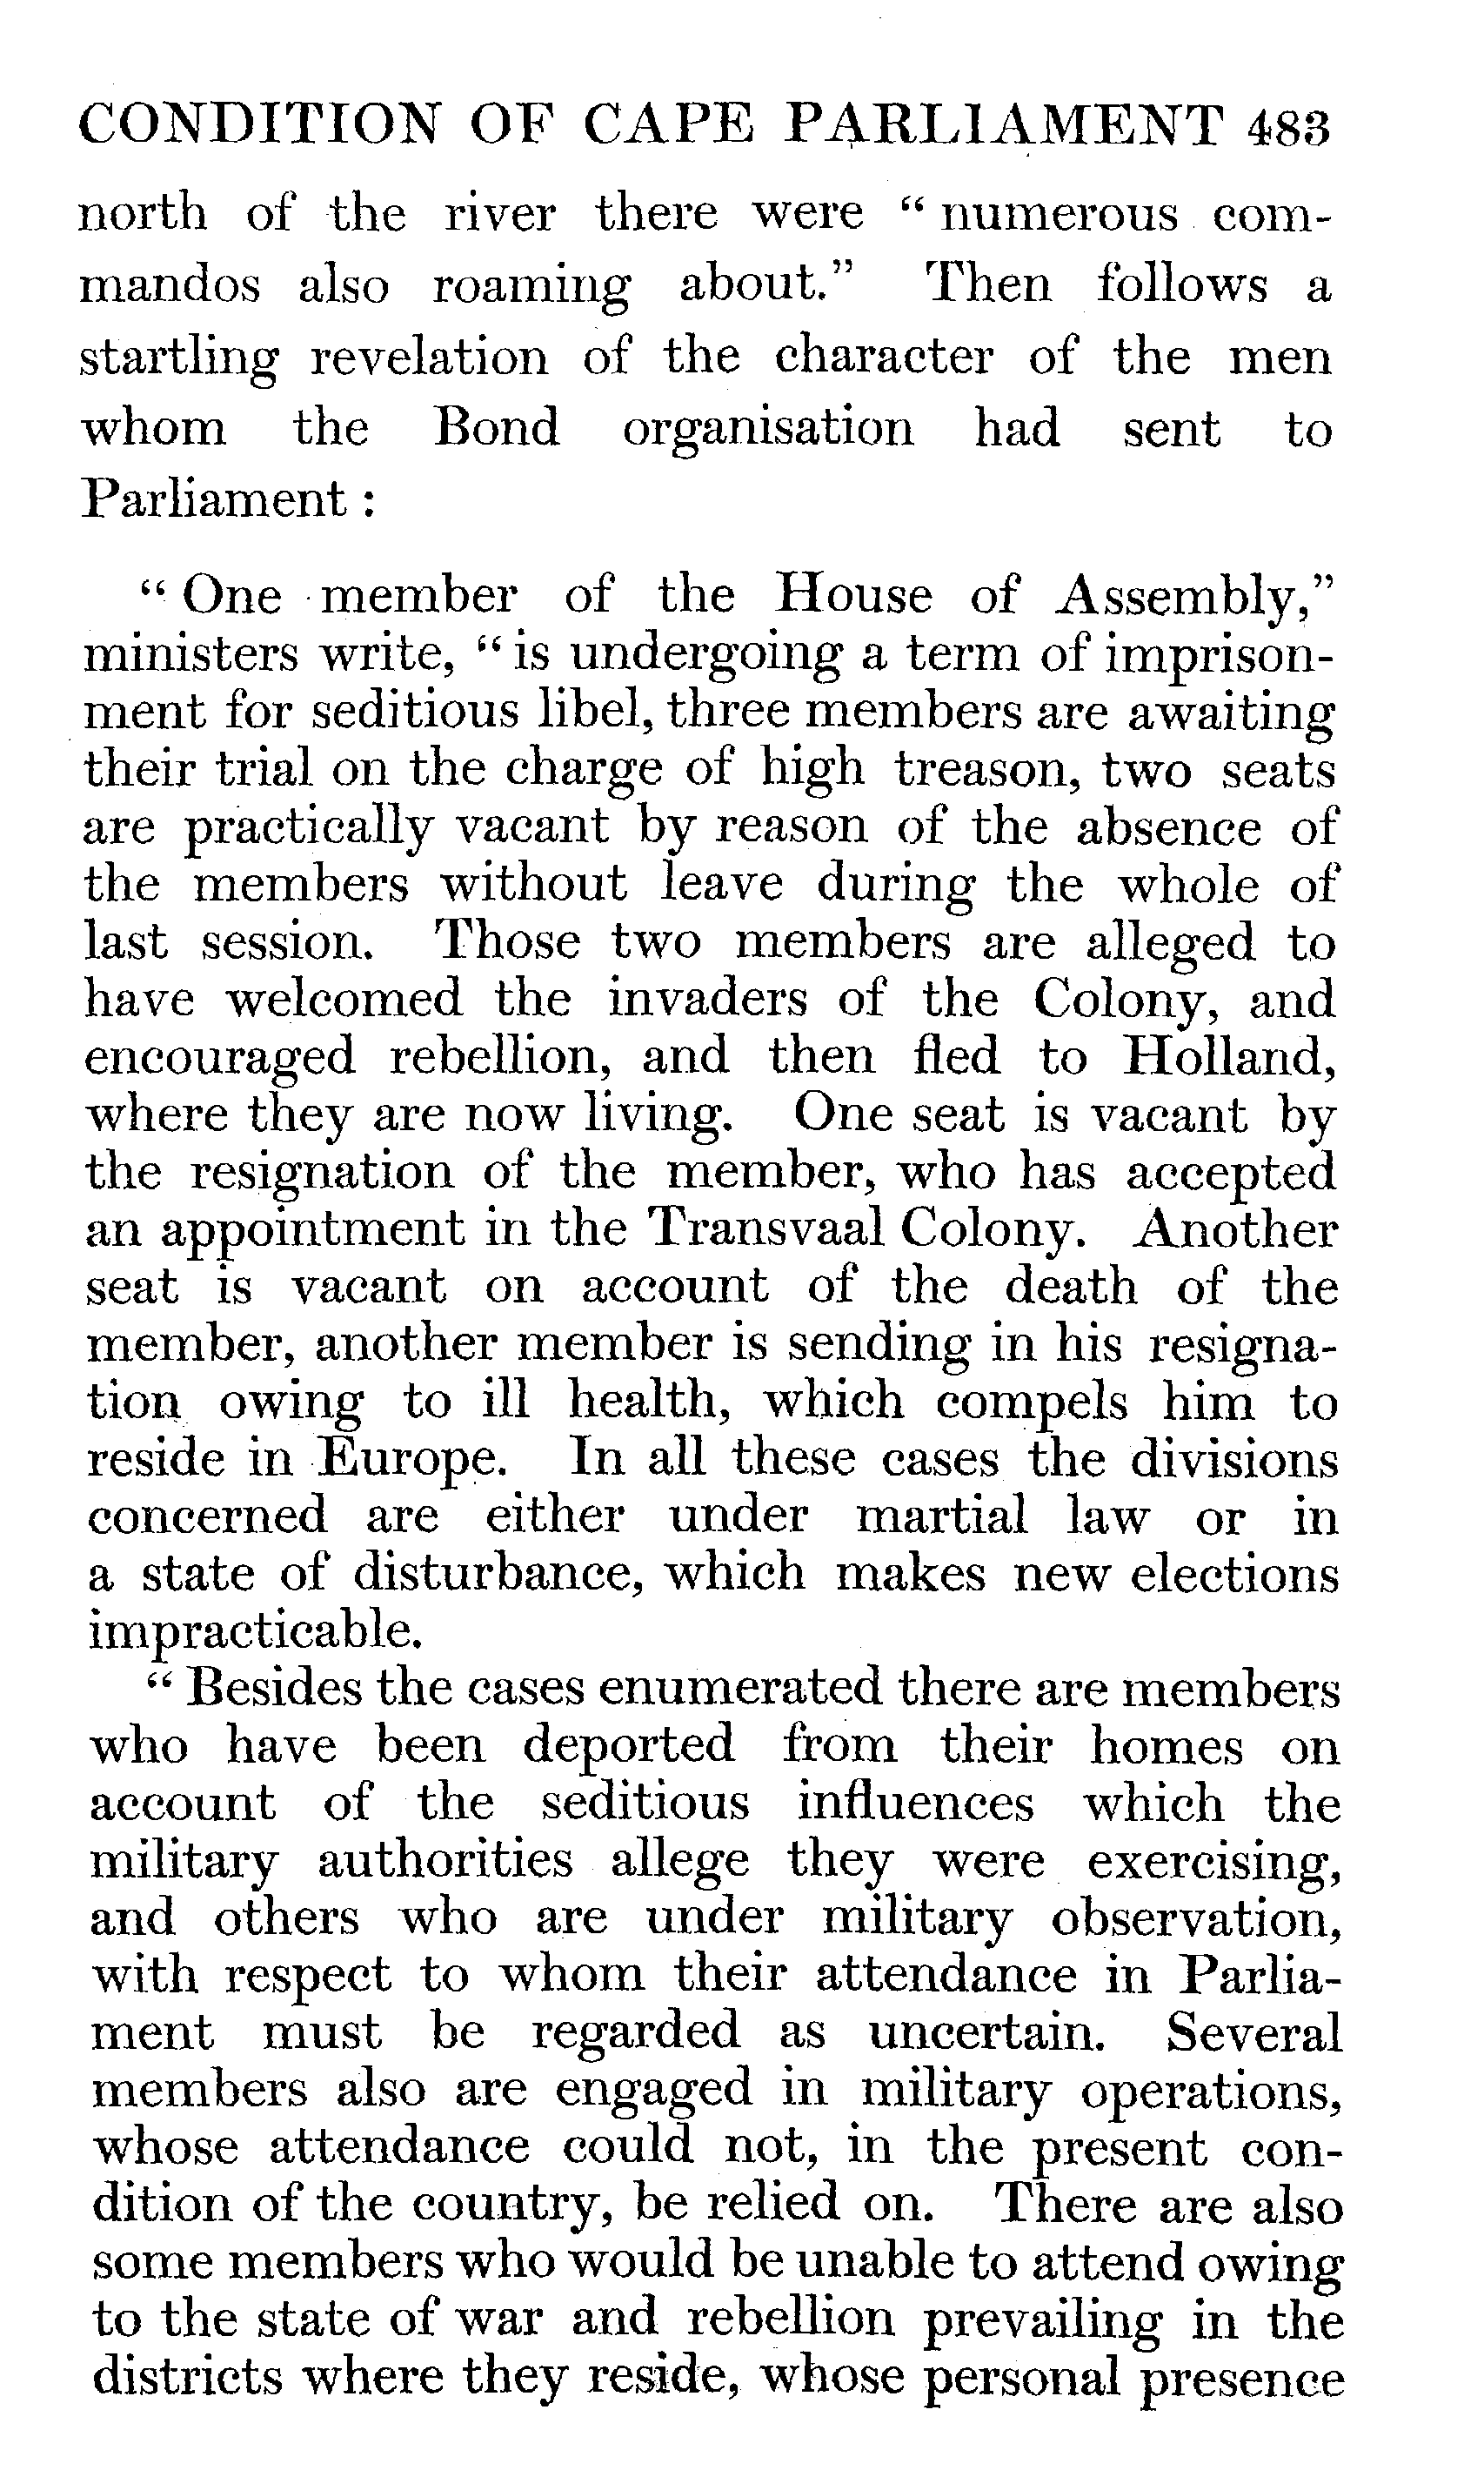 CONDITION OF CAPE PARLIAMENT 483
north of the river there were “ numerous com-
mandos also roaming about.” Then follows a
startling revelation of the character of the men
whom the Bond organisation had sent to
Parliament :
“ One member of the House of Assembly,”
ministers write, “ is undergoing a term of imprison-
ment for seditious libel, three members are awaiting
their trial on the charge of high treason, two seats
are practically vacant by reason of the absence of
the members without leave during the whole of
last session. Those two members are alleged to
have welcomed the invaders of the Colony, and
encouraged rebellion, and then fled to Holland,
where they are now living. One seat is vacant by
the resignation of the member, who has accepted
an appointment in the Transvaal Colony. Another
seat is vacant on account of the death of the
member, another member is sending in his resigna-
tion owing to ill health, which compels him to
reside in Europe. In all these cases the divisions
concerned are either under martial law or in
a state of disturbance, which makes new elections
impracticable.
“ Besides the cases enumerated there are members
who have been deported from their homes on
account of the seditious influences which the
military authorities allege they were exercising,
and others who are under military observation,
with respect to whom their attendance in Parlia-
ment must be regarded as uncertain. Several
members also are engaged in military operations,
whose attendance could not, in the present con-
dition of the country, be relied on. There are also
some members who would be unable to attend owing
to the state of war and rebellion prevailing in the
districts where they reside, whose personal presence